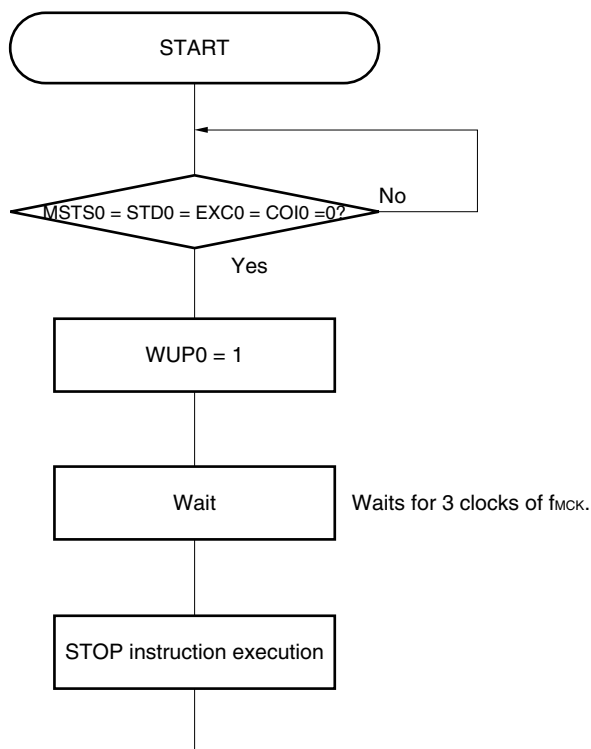 START
MSTS0 = STD0 = EXC0 = COI0 =0?
No
Yes
WUP0 = 1
Wait
Waits for 3 clocks of fMCK.
STOP instruction execution